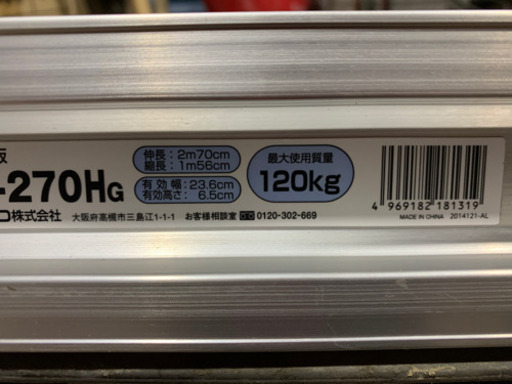 板
-270HG
コ株式会社
伸長：2m70cm
縮長：1m56cm
有効幅：23.6cm
有効高さ：6.5cm
最大使用質量
120kg
大阪府高槻市三島江1-1-1 お客様相談室 0120-302-669
4 969182 181319
MADE IN CHINA 2014121-AL